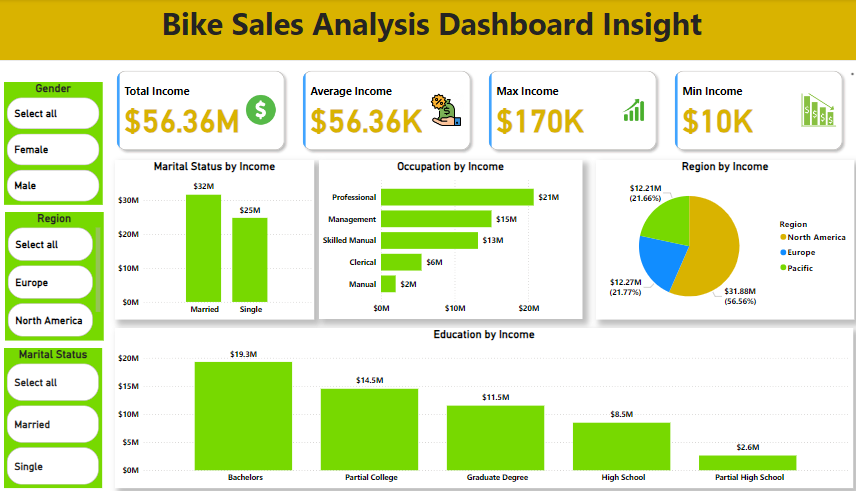 Bike Sales Analysis Dashboard Insight
Gender
Select all
Female
Male
Region
Select all
Europe
North America
Marital Status
Select all
Married
Single
Total Income
$56.36M
Average Income
$56.36K
Max Income
$170K
Min Income
$10K
Marital Status by Income
$30M
$20M
$10M
$0M
$32M
$25M
Married Single
Occupation by Income
Professional $21M
Management $15M
Skilled Manual $13M
Clerical $6M
Manual $2M
$0M $10M $20M
Region by Income
$12.21M
(21.66%)
$12.27M
(21.77%)
$31.88M
(56.56%)
Region
North America
Europe
Pacific
Education by Income
$20M
$15M
$10M
$5M
$0M
$19.3M
$14.5M
$11.5M
$8.5M
$2.6M
Bachelors Partial College Graduate Degree High School Partial High School